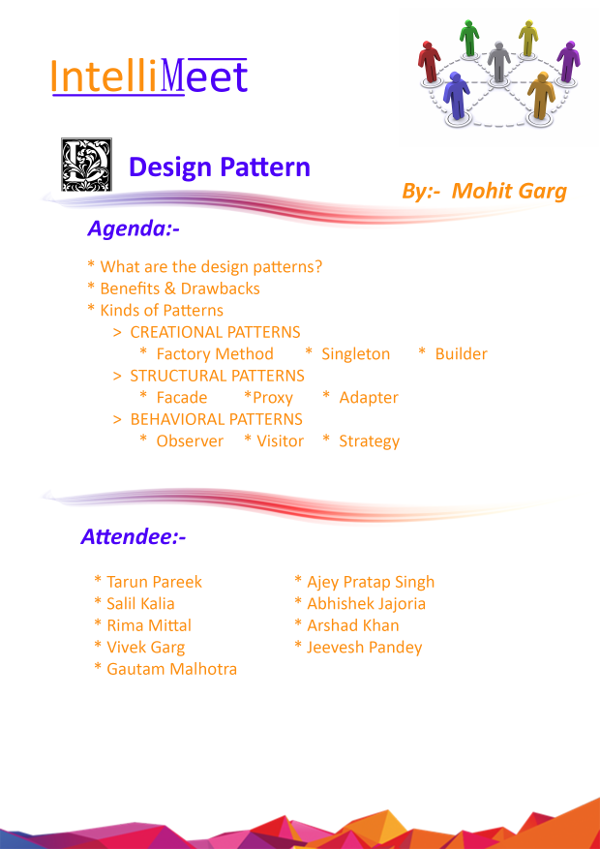 IntelliMeet
D Design Pattern
By:- Mohit Garg
Agenda:-
* What are the design patterns?
* Benefits & Drawbacks
* Kinds of Patterns
> CREATIONAL PATTERNS
* Factory Method * Singleton * Builder
> STRUCTURAL PATTERNS
* Facade *Proxy * Adapter
> BEHAVIORAL PATTERNS
* Observer * Visitor * Strategy
Attendee:-
* Tarun Pareek * Ajey Pratap Singh
* Salil Kalia * Abhishek Jajoria
* Rima Mittal * Arshad Khan
* Vivek Garg * Jeevesh Pandey
* Gautam Malhotra